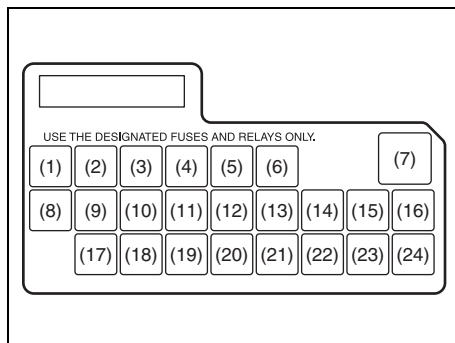 USE THE DESIGNATED FUSES AND RELAYS ONLY.
(1) (2) (3) (4) (5) (6) (7)
(8) (9) (10) (11) (12) (13) (14) (15) (16)
(17) (18) (19) (20) (21) (22) (23) (24)